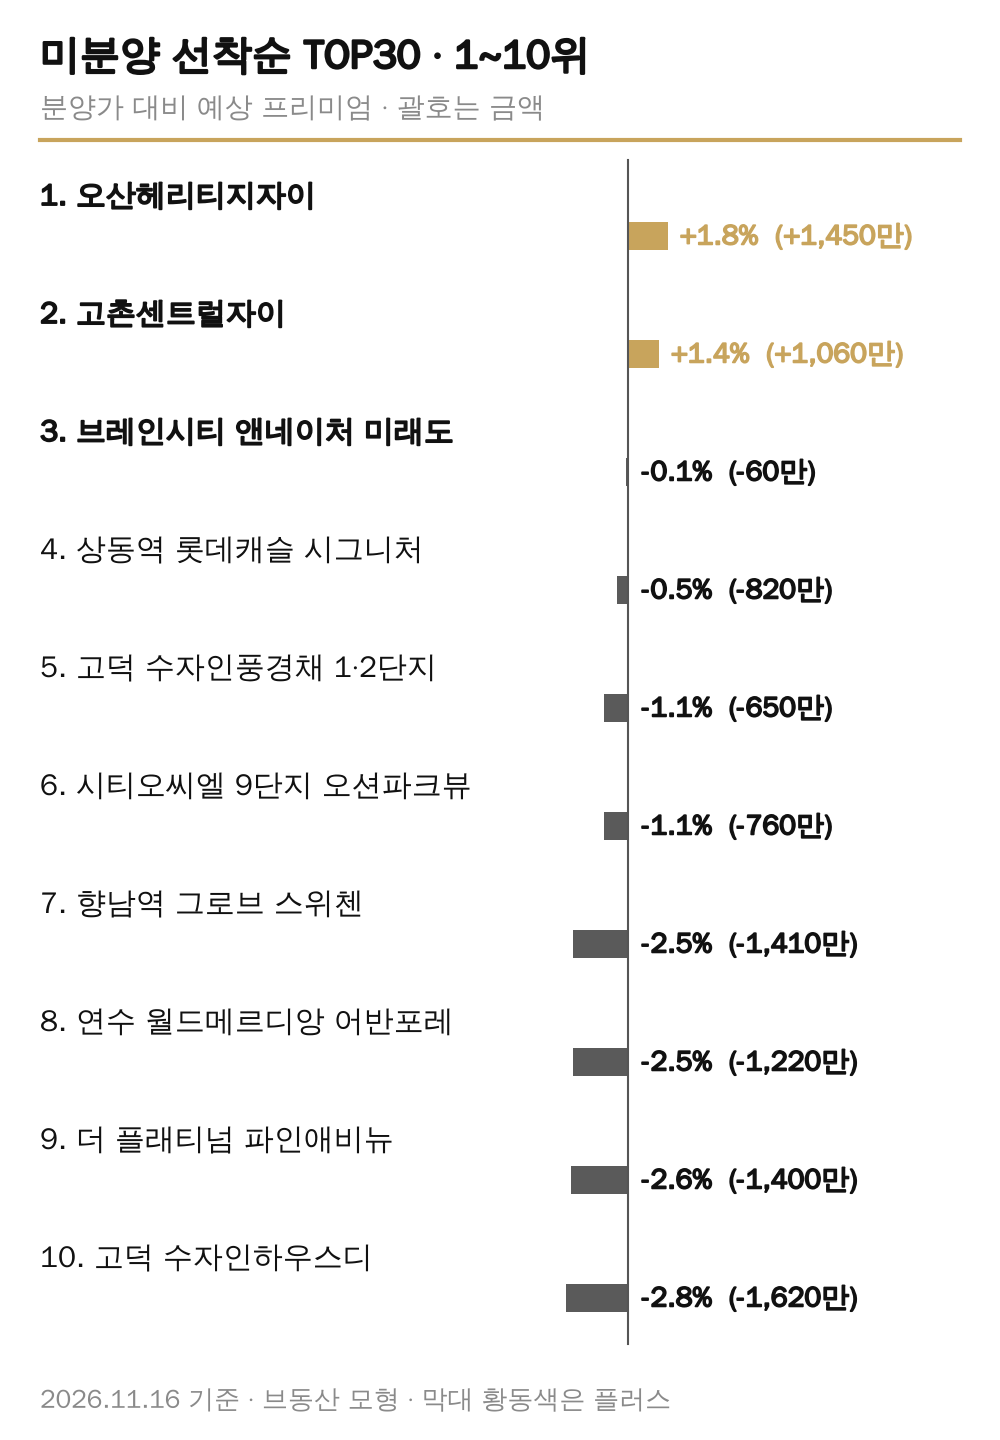 미분양 선착순 TOP30 · 1~10위
분양가 대비 예상 프리미엄 · 괄호는 금액
1. 오산헤리티지자이
+1.8% (+1,450만)
2. 고촌센트럴자이
+1.4% (+1,060만)
3. 브레인시티 앤네이처 미래도
-0.1% (-60만)
4. 상동역 롯데캐슬 시그니처
-0.5% (-820만)
5. 고덕 수자인풍경채 1·2단지
-1.1% (-650만)
6. 시티오씨엘 9단지 오션파크뷰
-1.1% (-760만)
7. 향남역 그로브 스위첸
-2.5% (-1,410만)
8. 연수 월드메르디앙 어반포레
-2.5% (-1,220만)
9. 더 플래티넘 파인애비뉴
-2.6% (-1,400만)
10. 고덕 수자인하우스디
-2.8% (-1,620만)
2026.11.16 기준 · 브동산 모형 · 막대 황동색은 플러스